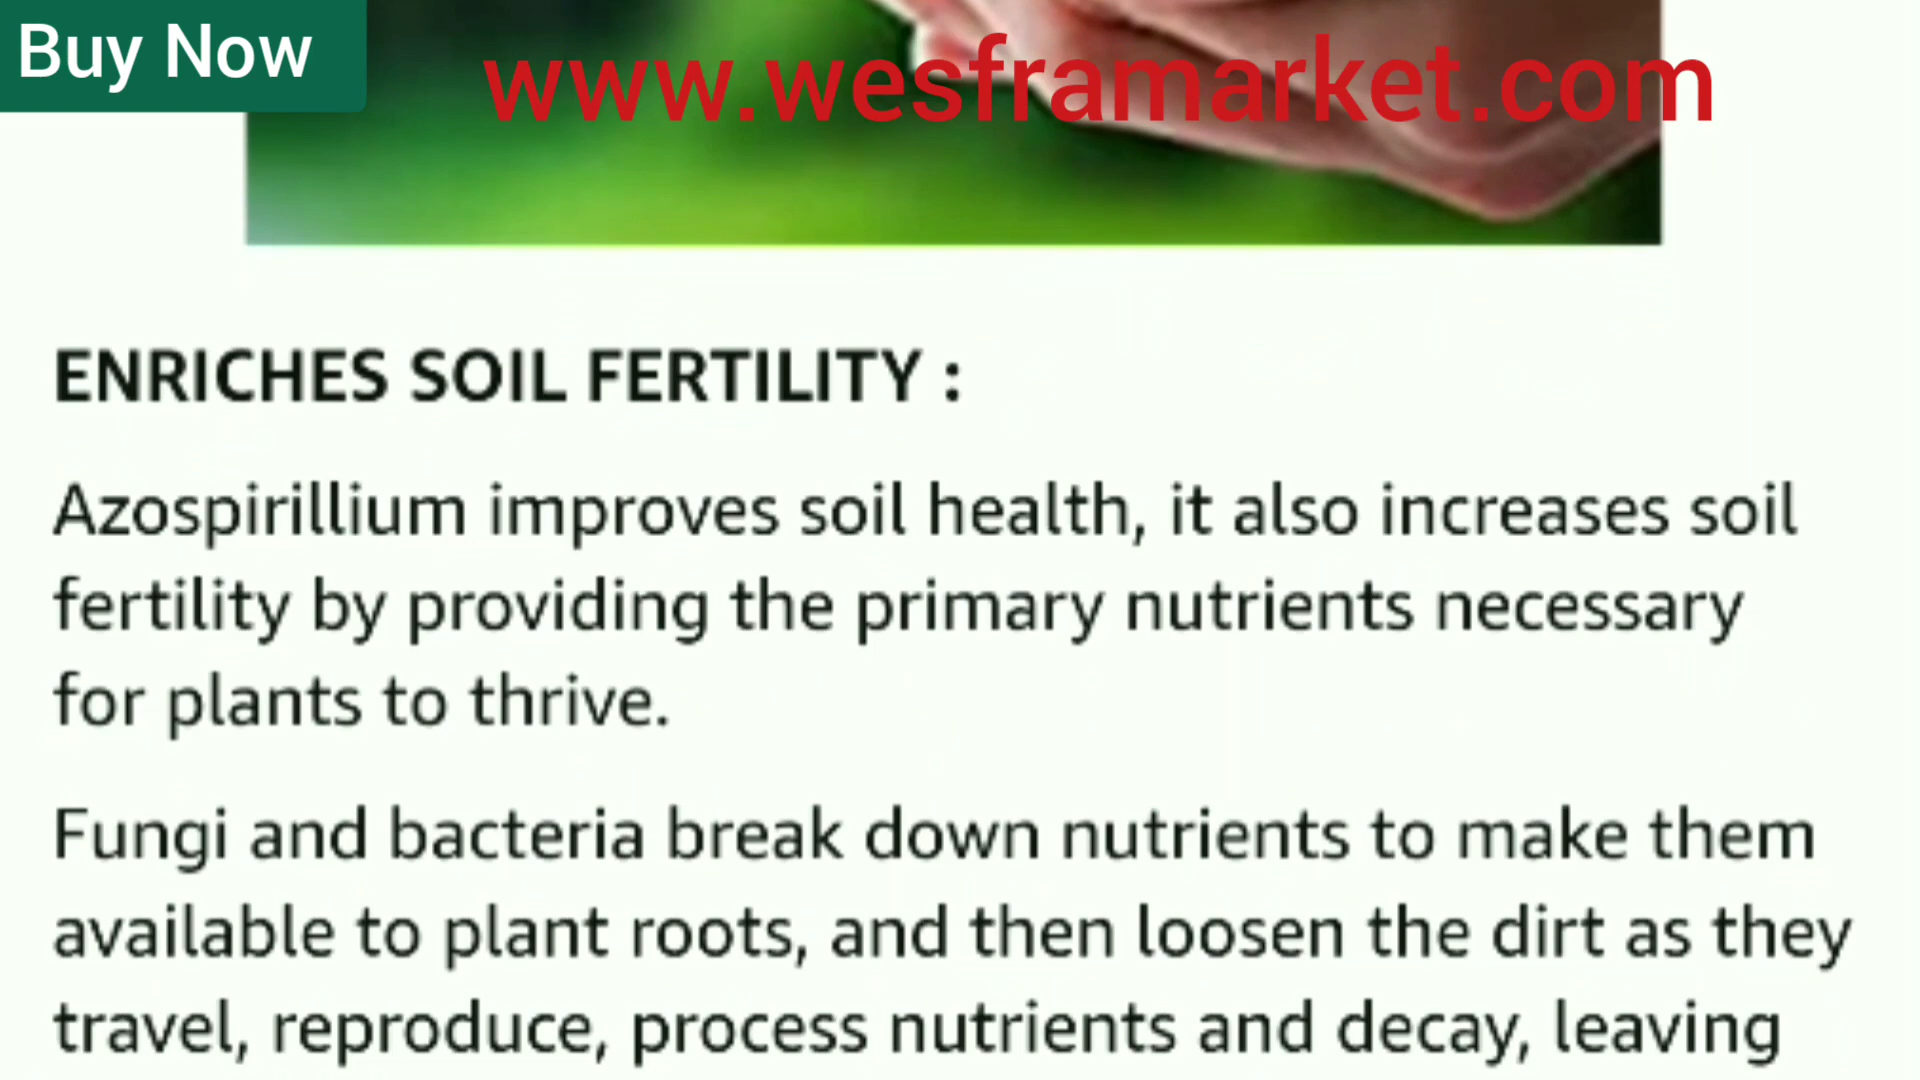 Buy Now
www.wesframarket.com
ENRICHES SOIL FERTILITY :
Azospirillium improves soil health, it also increases soil
fertility by providing the primary nutrients necessary
for plants to thrive.
Fungi and bacteria break down nutrients to make them
available to plant roots, and then loosen the dirt as they
travel, reproduce, process nutrients and decay, leaving